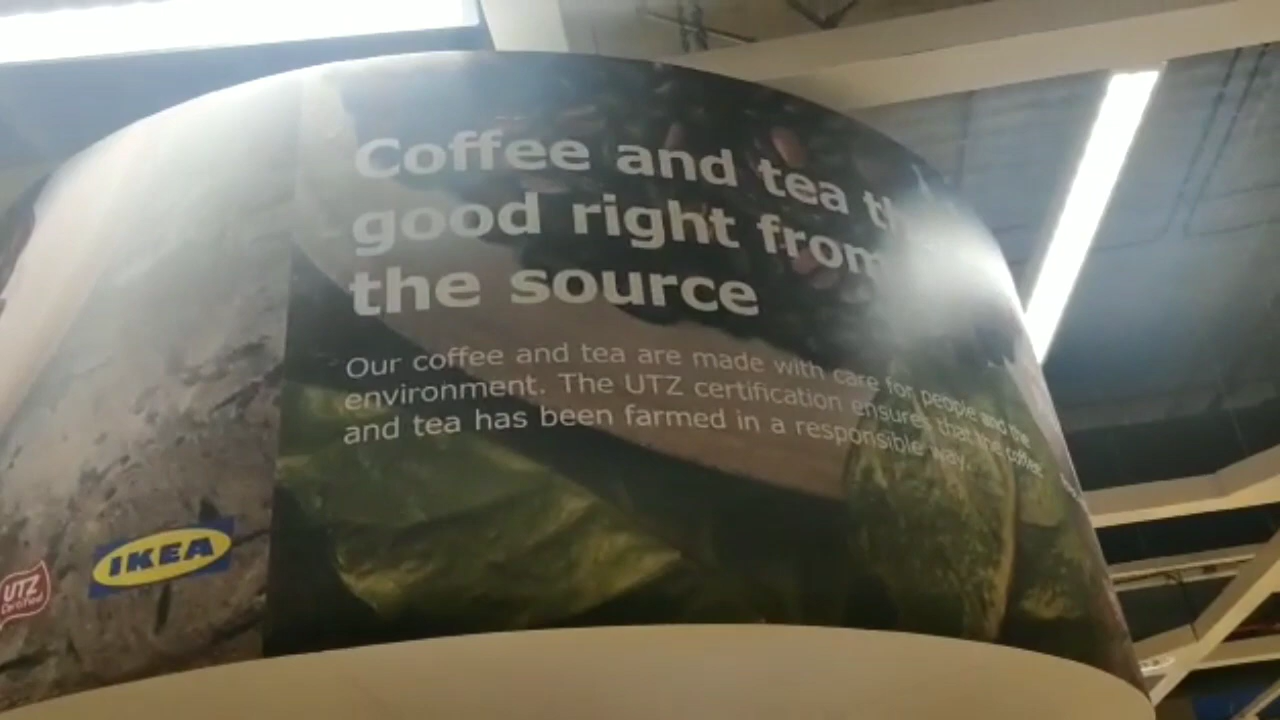 Coffee and tea
good right from
the source
Our coffee and tea are made with care for people and the
environment. The UTZ certification ensures that the coffee
and tea has been farmed in a responsible way.
IKEA
UTZ
Certified